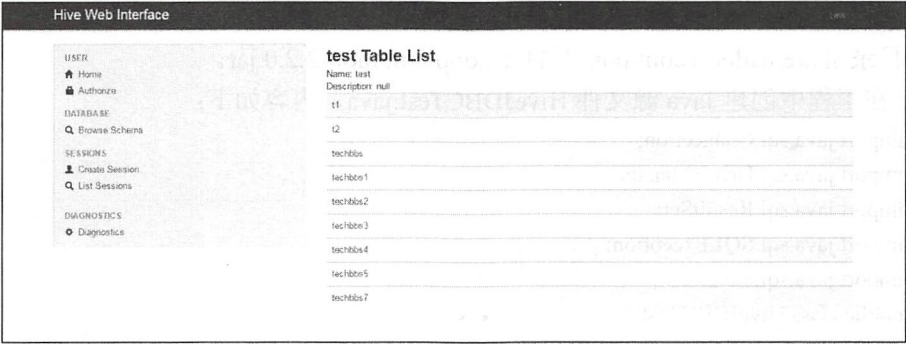 Hive Web Interface
USER
Home
Authorize
DATABASE
Browse Schema
SESSIONS
Create Session
List Sessions
DIAGNOSTICS
Diagnostics
test Table List
Name: test
Description: null
t1
t2
techbbs
techbbs1
techbbs2
techbbs3
techbbs4
techbbs5
techbbs7